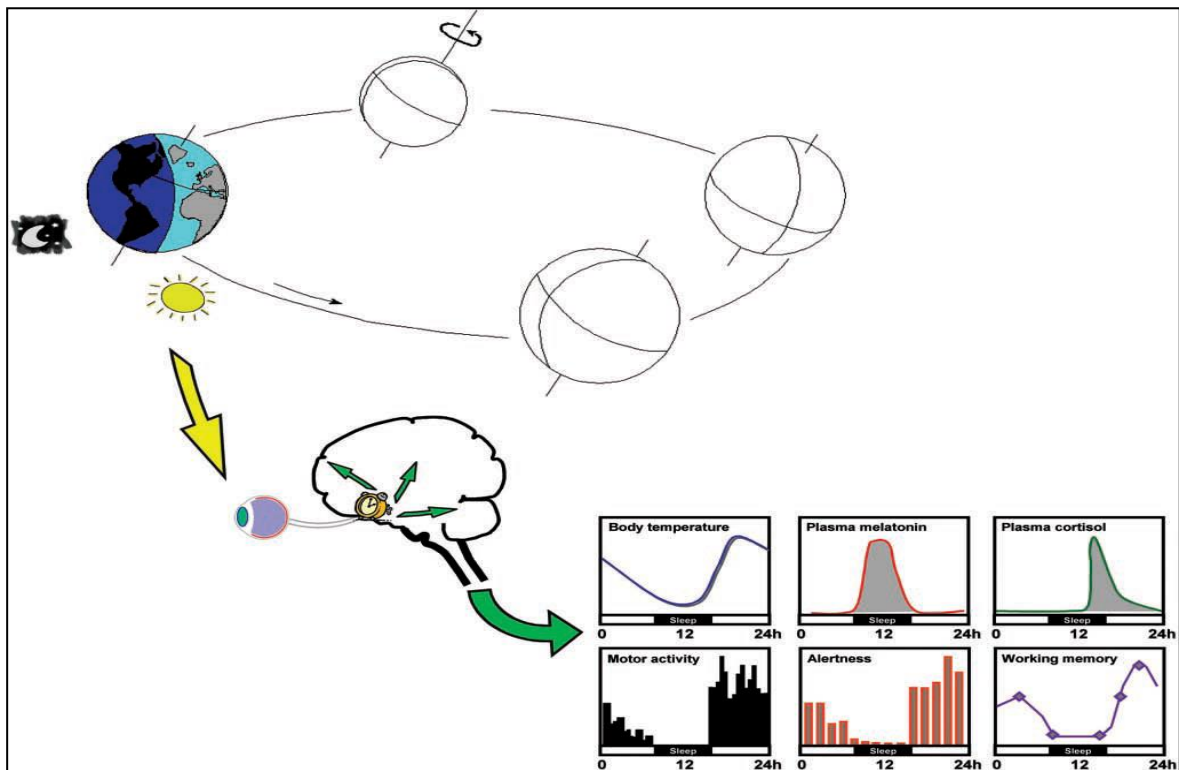 Body temperature
Plasma melatonin
Plasma cortisol
Sleep
Sleep
Sleep
0 12 24h
0 12 24h
0 12 24h
Motor activity
Alertness
Working memory
Sleep
Sleep
Sleep
0 12 24h
0 12 24h
0 12 24h